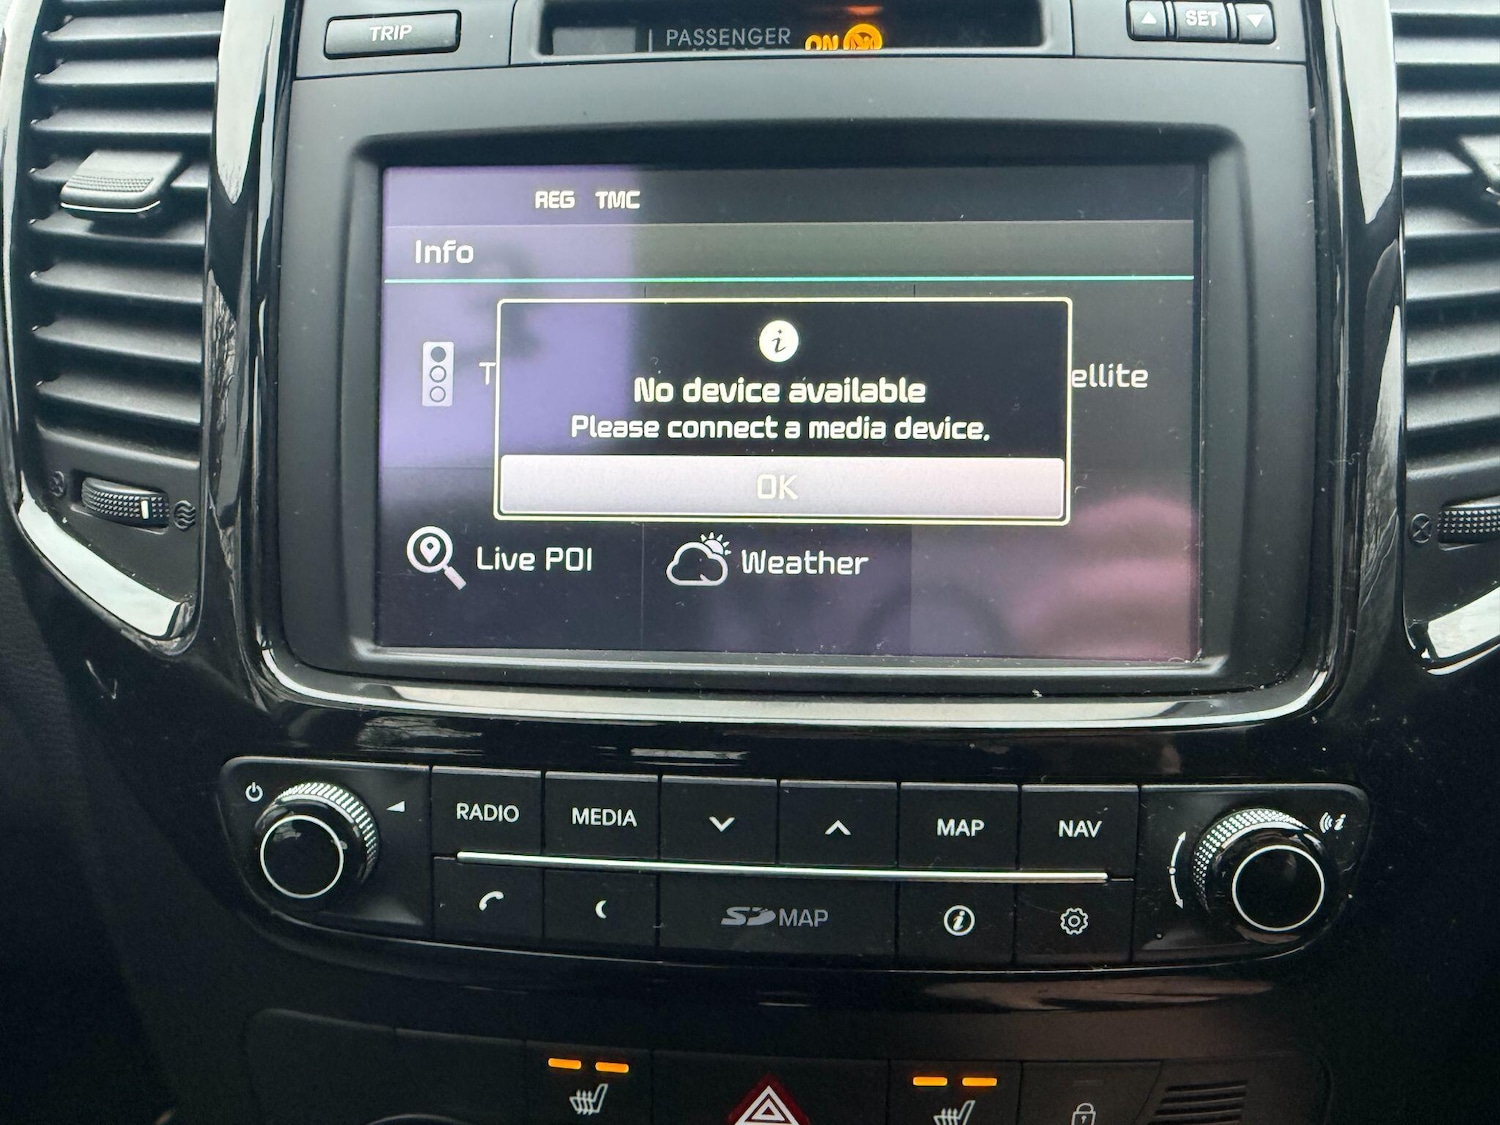 TRIP
PASSENGER
ON
SET
REG TMC
Info
No device available
Please connect a media device.
T
ellite
OK
Live POI
Weather
RADIO
MEDIA
MAP
NAV
SD MAP